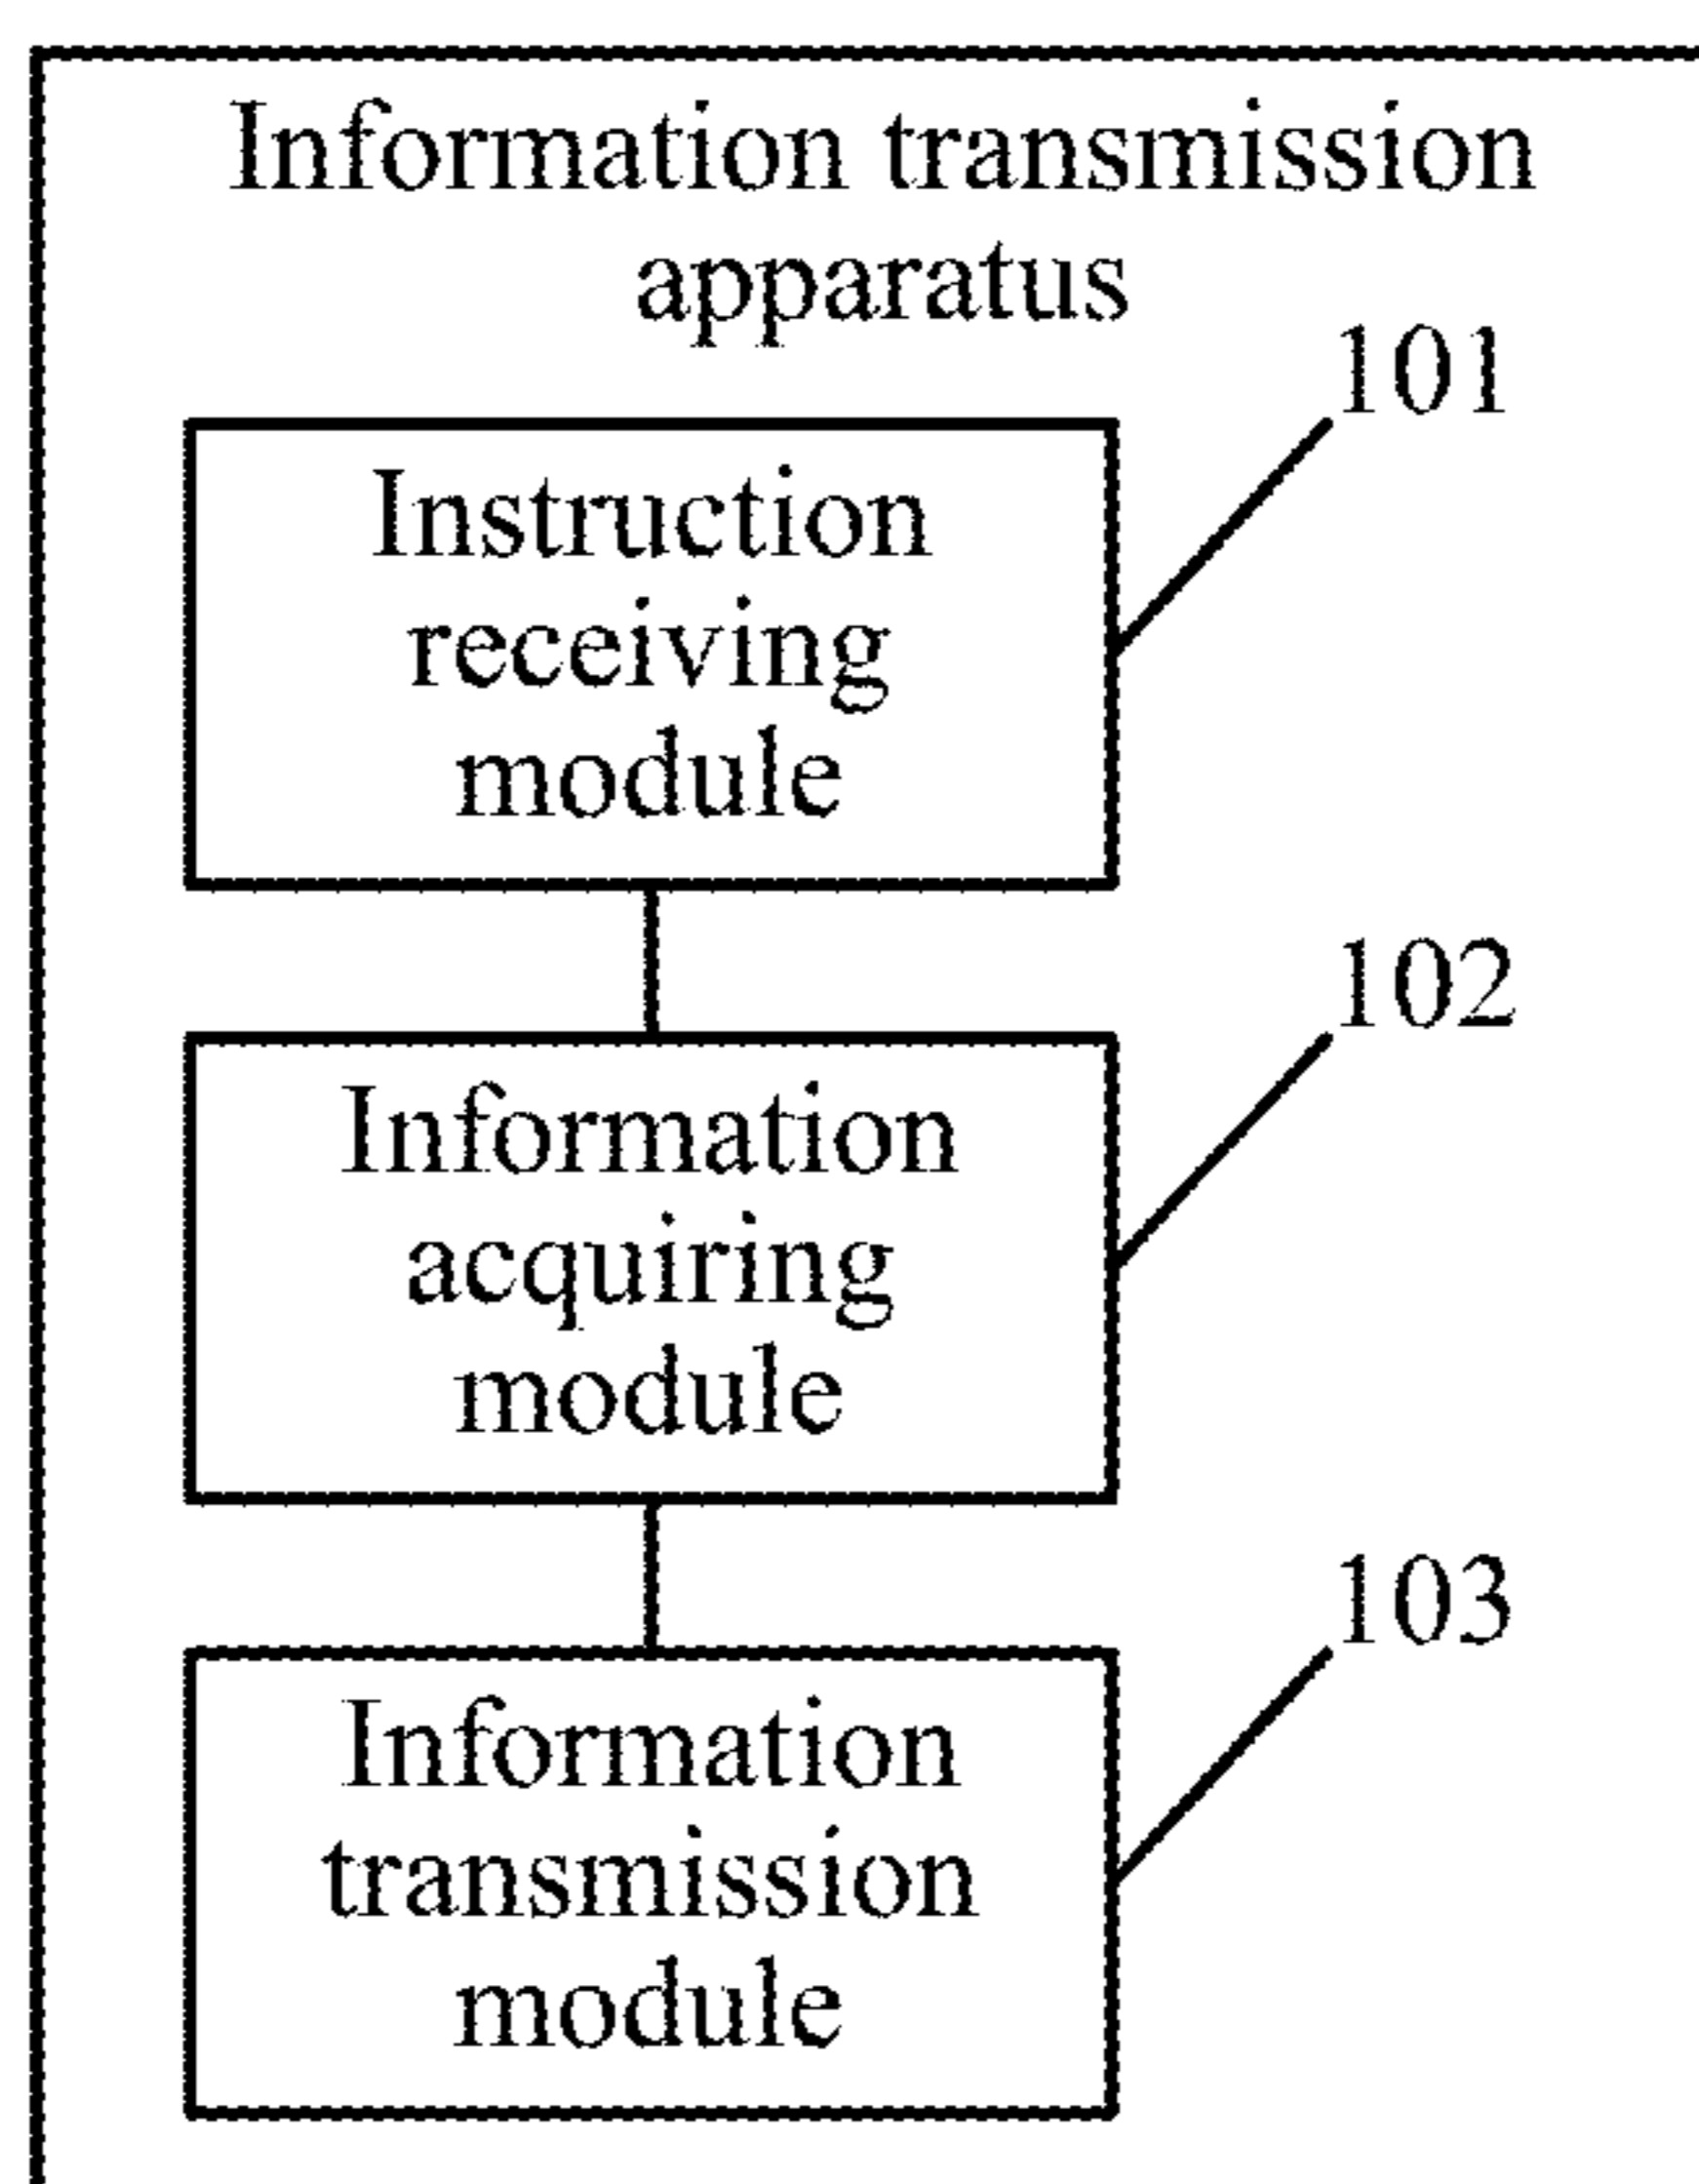 Information transmission
apparatus
101
Instruction
receiving
module
102
Information
acquiring
module
103
Information
transmission
module